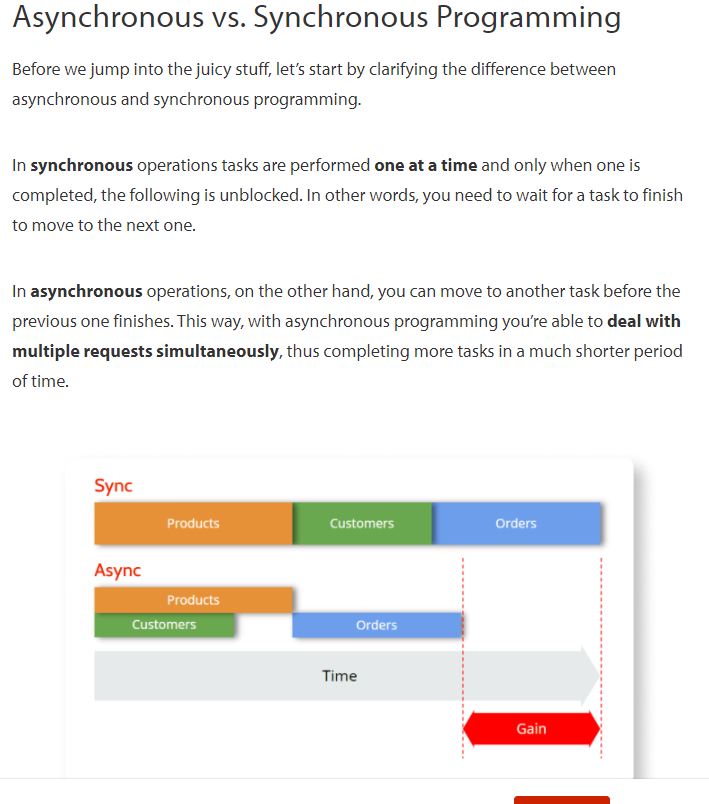 Asynchronous vs. Synchronous Programming
Before we jump into the juicy stuff, let's start by clarifying the difference between
asynchronous and synchronous programming.
In synchronous operations tasks are performed one at a time and only when one is
completed, the following is unblocked. In other words, you need to wait for a task to finish
to move to the next one.
In asynchronous operations, on the other hand, you can move to another task before the
previous one finishes. This way, with asynchronous programming you're able to deal with
multiple requests simultaneously, thus completing more tasks in a much shorter period
of time.
Sync
Products Customers Orders
Async
Products
Customers Orders
Time
Gain